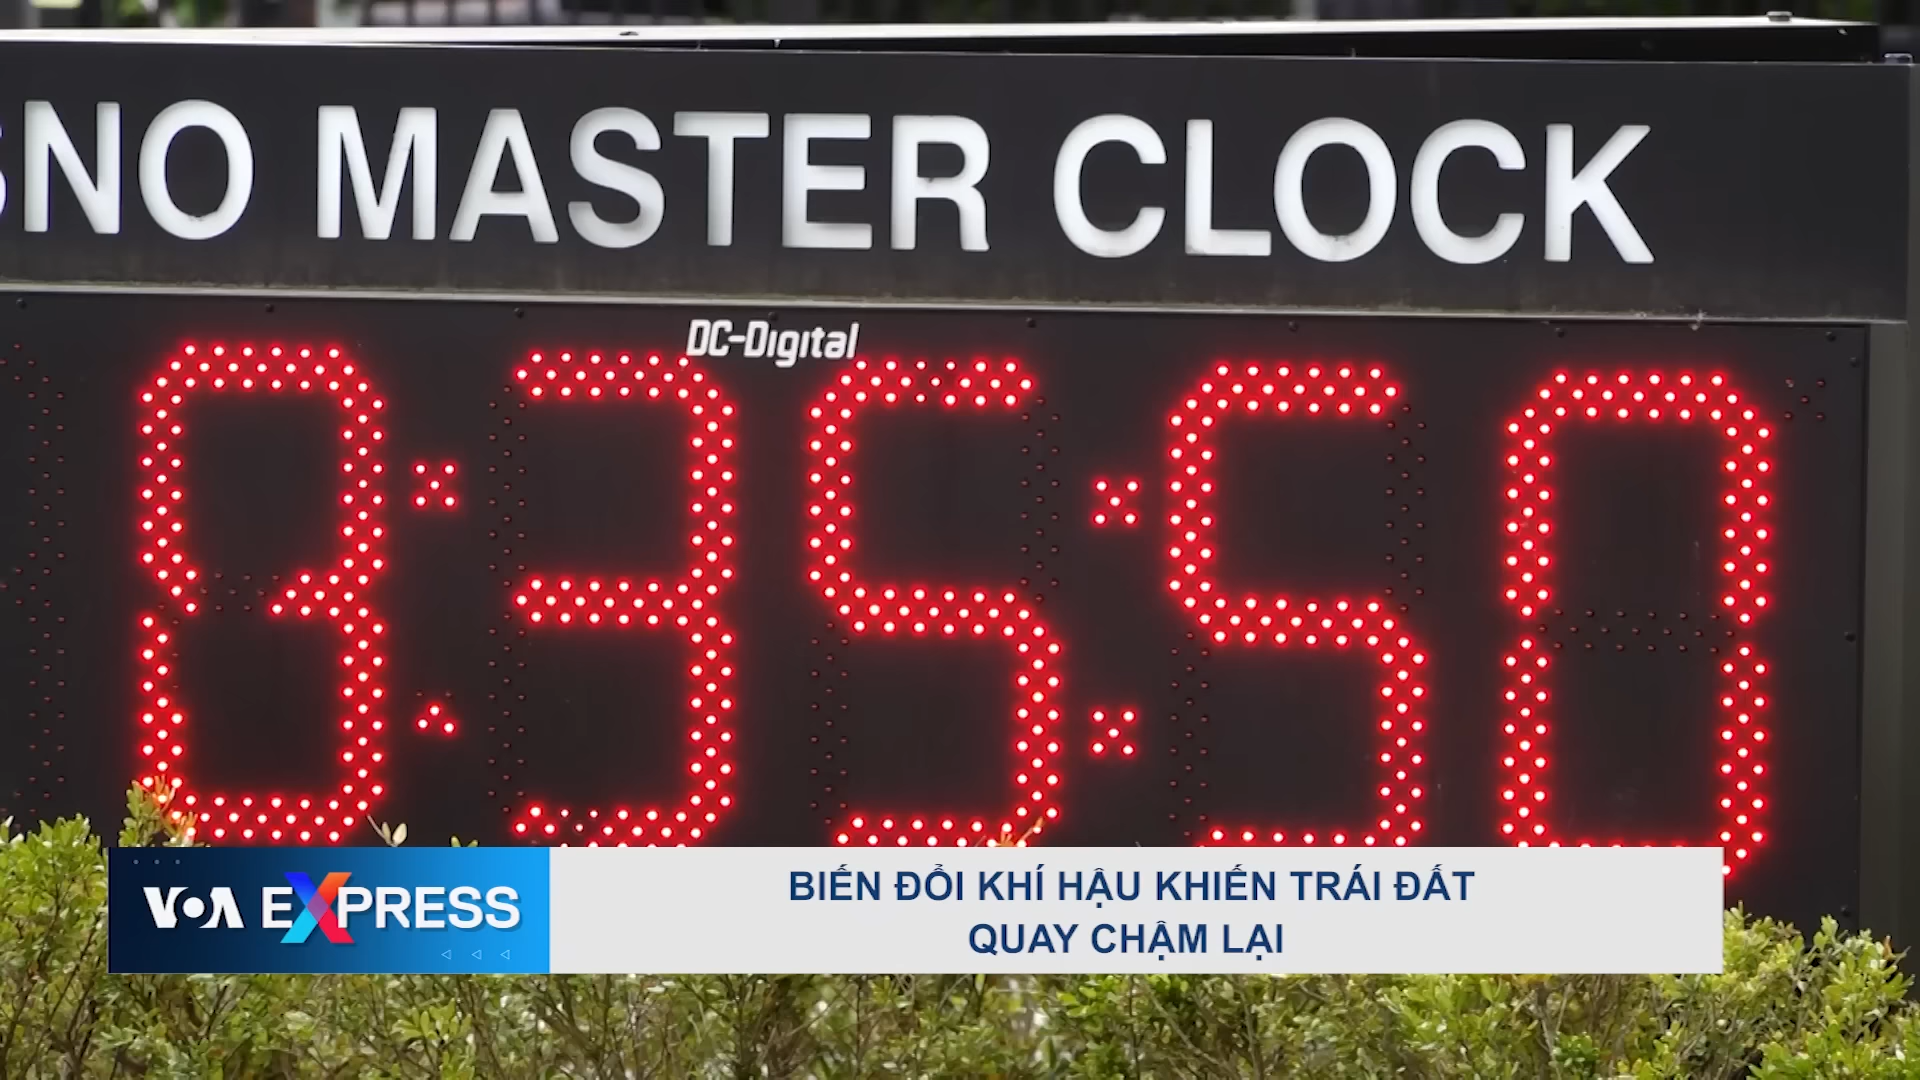 SNO MASTER CLOCK
DC-Digital
8:35:50
VOA EXPRESS
BIẾN ĐỔI KHÍ HẬU KHIẾN TRÁI ĐẤT
QUAY CHẬM LẠI